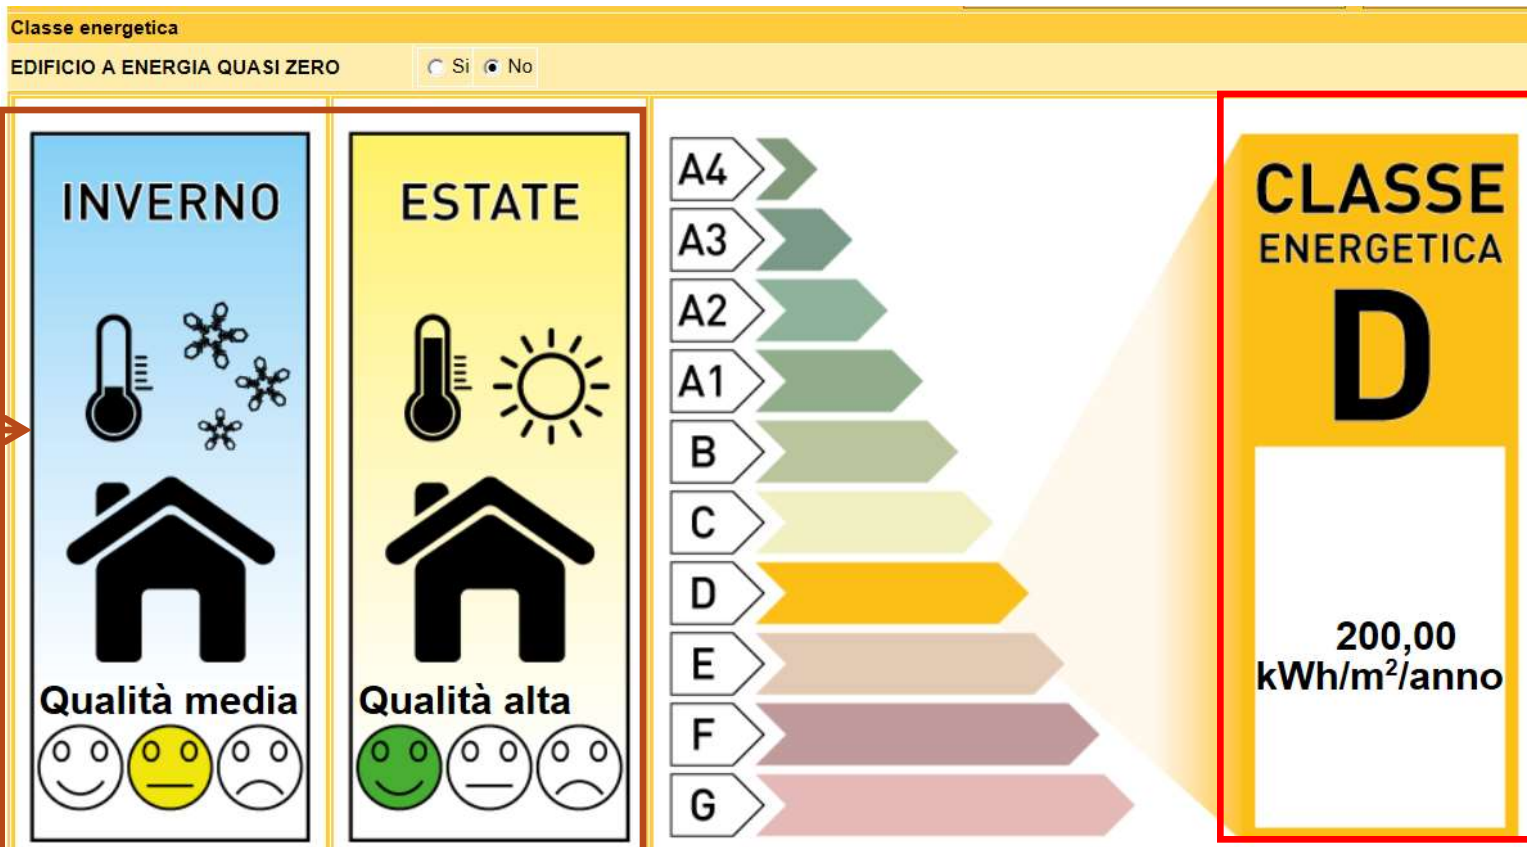 Classe energetica
EDIFICIO A ENERGIA QUASI ZERO Si No
INVERNO
Qualità media
ESTATE
Qualità alta
A4
A3
A2
A1
B
C
D
E
F
G
CLASSE
ENERGETICA
D
200,00
kWh/m²/anno